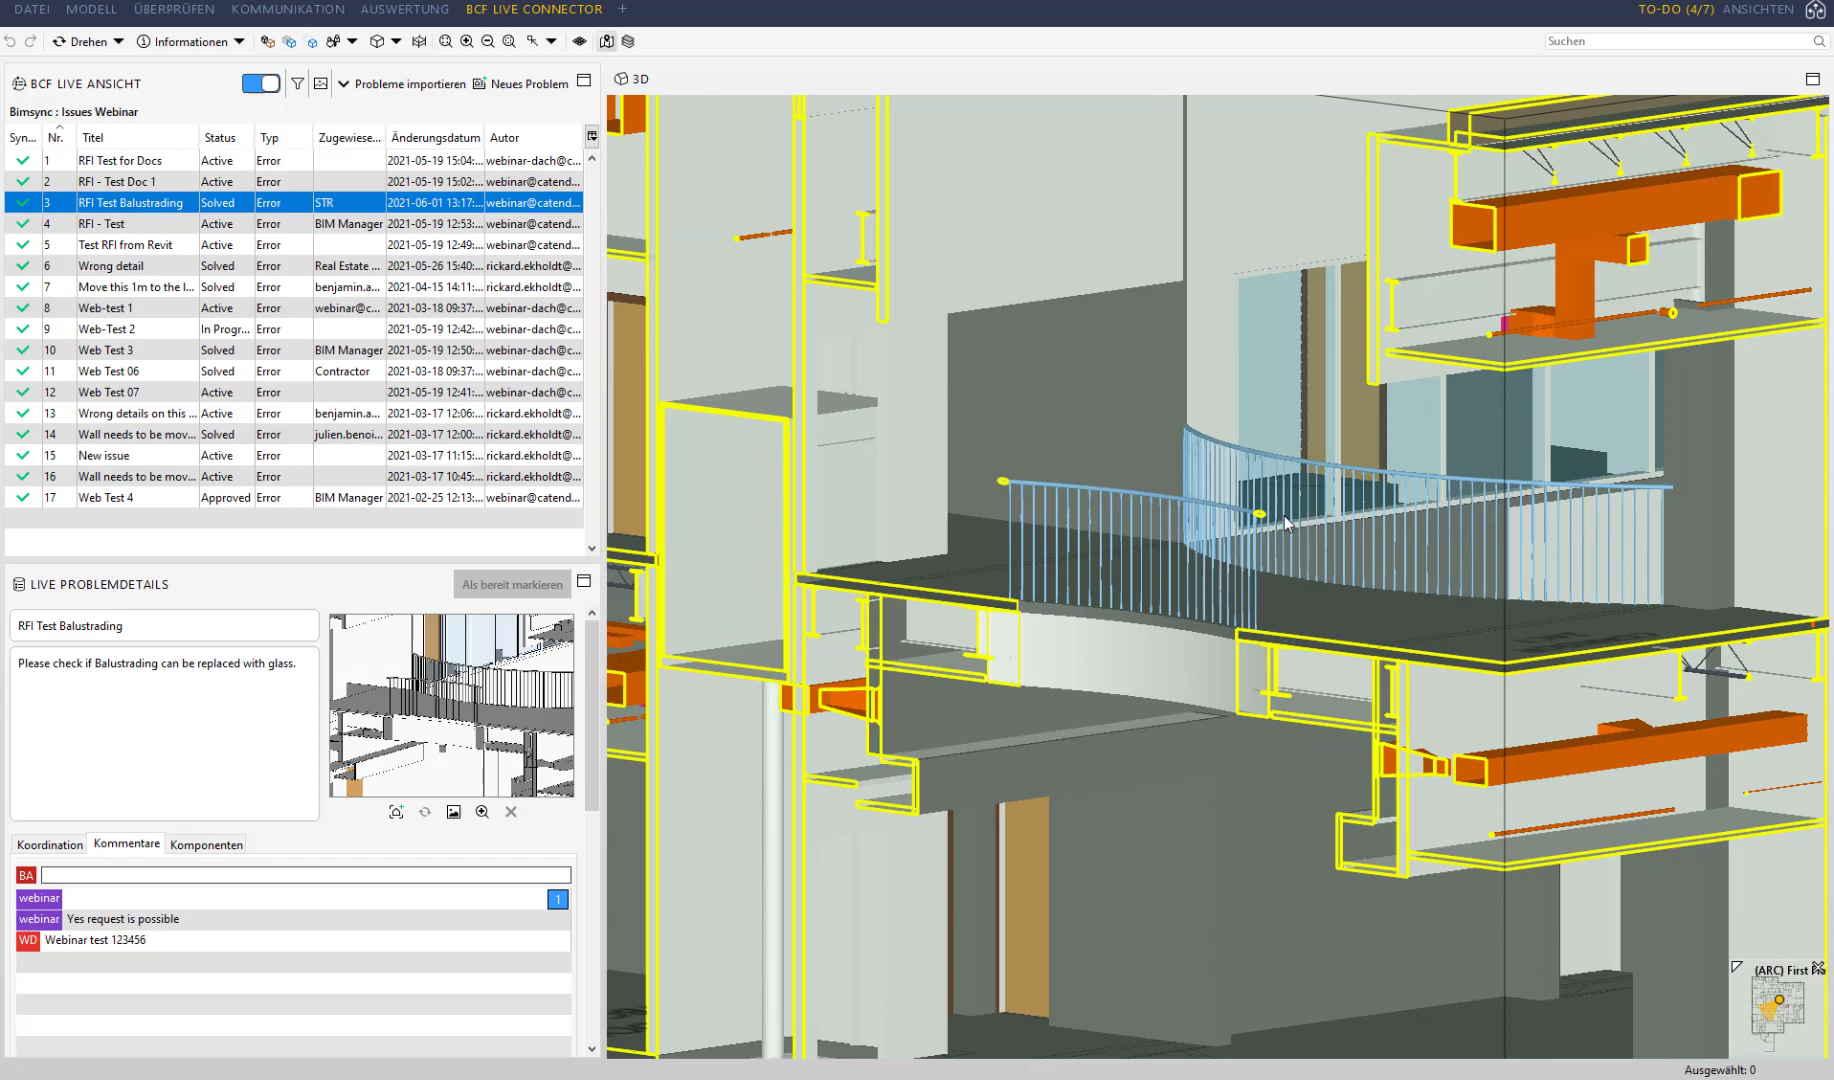 DATEI MODELL ÜBERPRÜFEN KOMMUNIKATION AUSWERTUNG BCF LIVE CONNECTOR + TO-DO (4/7) ANSICHTEN
Drehen Informationen Suchen
BCF LIVE ANSICHT Probleme importieren Neues Problem
3D
Bimsync : Issues Webinar
Syn... Nr. Titel Status Typ Zugewiese... Änderungsdatum Autor
1 RFI Test for Docs Active Error 2021-05-19 15:04:... webinar-dach@c...
2 RFI - Test Doc 1 Active Error 2021-05-19 15:02:... webinar@catend...
3 RFI Test Balustrading Solved Error STR 2021-06-01 13:17:... webinar@catend...
4 RFI - Test Active Error BIM Manager 2021-05-19 12:53:... webinar@catend...
5 Test RFI from Revit Active Error 2021-05-19 12:49:... webinar@catend...
6 Wrong detail Solved Error Real Estate ... 2021-05-26 15:40:... rickard.ekholdt@...
7 Move this 1m to the l... Solved Error benjamin.a... 2021-04-15 14:11:... rickard.ekholdt@...
8 Web-test 1 Active Error webinar@c... 2021-03-18 09:37:... webinar-dach@c...
9 Web-Test 2 In Progr... Error 2021-05-19 12:42:... webinar-dach@c...
10 Web Test 3 Solved Error BIM Manager 2021-05-19 12:50:... webinar-dach@c...
11 Web Test 06 Solved Error Contractor 2021-03-18 09:37:... webinar-dach@c...
12 Web Test 07 Active Error 2021-05-19 12:41:... webinar-dach@c...
13 Wrong details on this ... Active Error benjamin.a... 2021-03-17 12:06:... rickard.ekholdt@...
14 Wall needs to be mov... Solved Error julien.benoi... 2021-03-17 12:00:... rickard.ekholdt@...
15 New issue Active Error 2021-03-17 11:15:... rickard.ekholdt@...
16 Wall needs to be mov... Active Error 2021-03-17 10:45:... rickard.ekholdt@...
17 Web Test 4 Approved Error BIM Manager 2021-02-25 12:13:... webinar@catend...
LIVE PROBLEMDETAILS Als bereit markieren
RFI Test Balustrading
Please check if Balustrading can be replaced with glass.
Koordination Kommentare Komponenten
BA
webinar 1
webinar Yes request is possible
WD Webinar test 123456
(ARC) First
Ausgewählt: 0